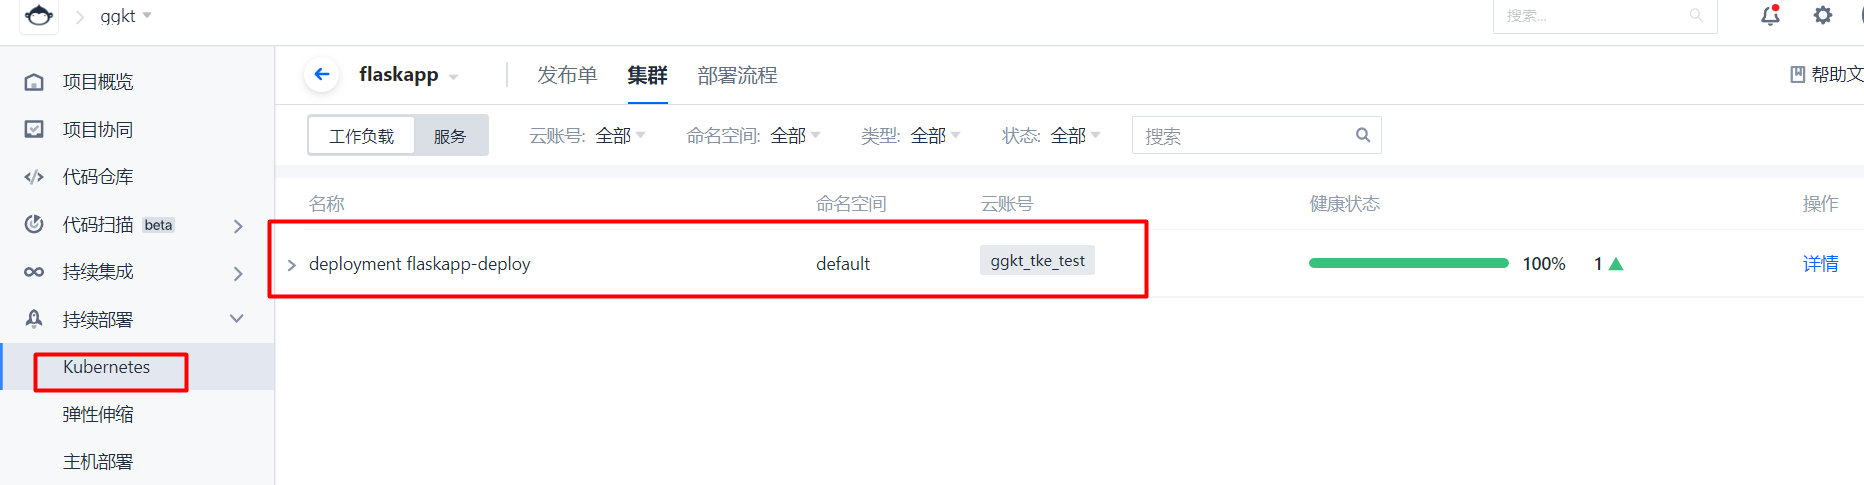 ggkt
搜索...
项目概览
项目协同
代码仓库
代码扫描 beta
持续集成
持续部署
Kubernetes
弹性伸缩
主机部署
flaskapp
发布单 集群 部署流程
帮助文
工作负载 服务 云账号: 全部 命名空间: 全部 类型: 全部 状态: 全部 搜索
名称 命名空间 云账号 健康状态 操作
deployment flaskapp-deploy default ggkt_tke_test 100% 1 详情